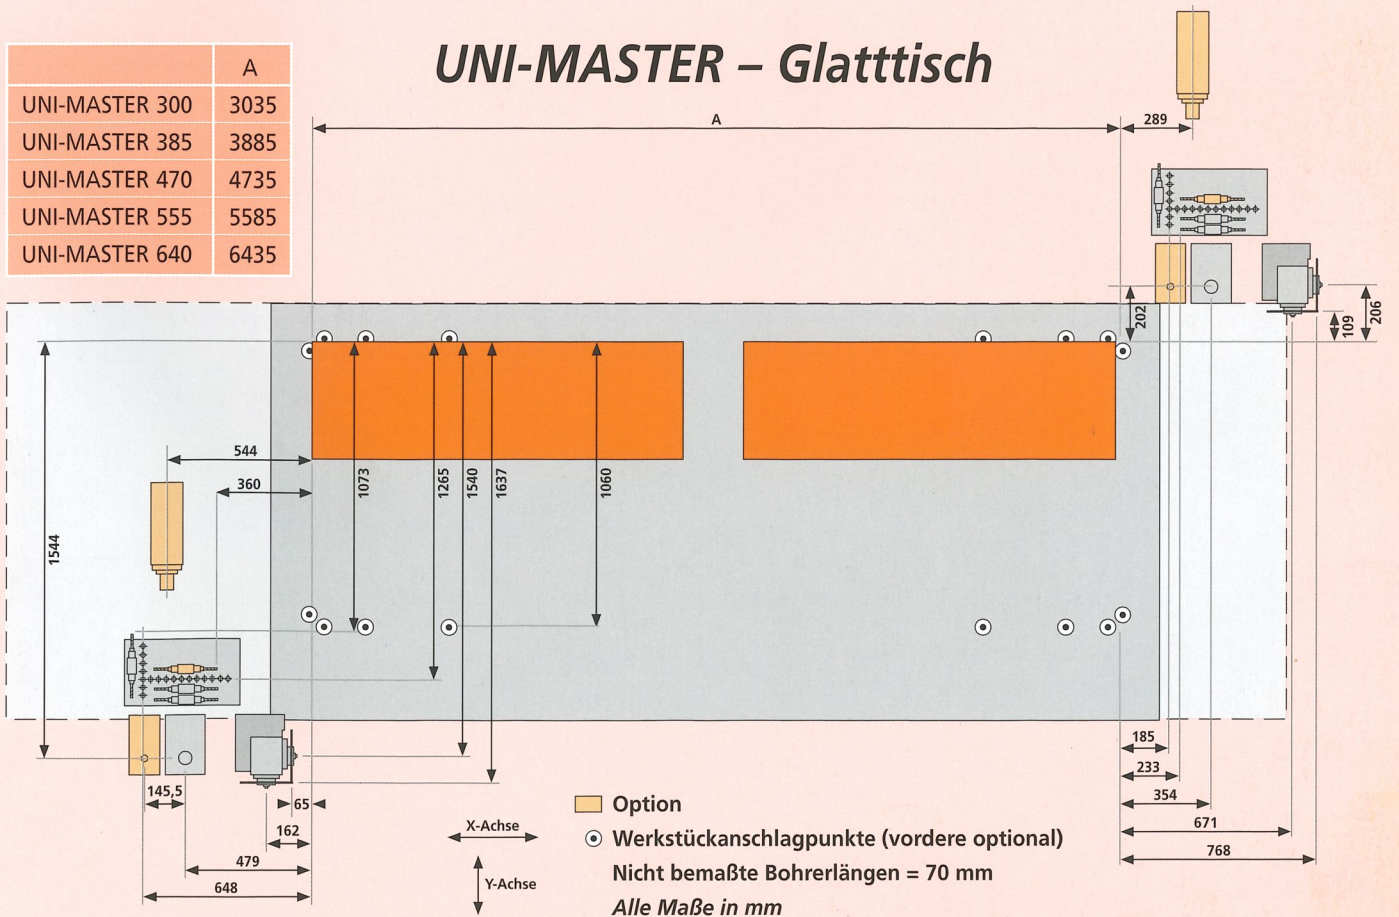 UNI-MASTER – Glatttisch
A
UNI-MASTER 300 3035
UNI-MASTER 385 3885
UNI-MASTER 470 4735
UNI-MASTER 555 5585
UNI-MASTER 640 6435
A
289
202
109
206
544
360
1544
1073
1265
1540
1637
1060
145,5
65
162
479
648
185
233
354
671
768
X-Achse
Y-Achse
Option
Werkstückanschlagpunkte (vordere optional)
Nicht bemaßte Bohrerlängen = 70 mm
Alle Maße in mm